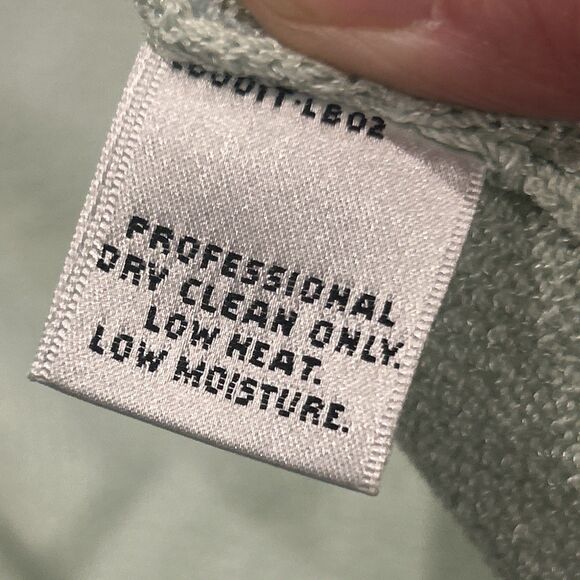 PROFESSIONAL
DRY CLEAN ONLY.
LOW HEAT.
LOW MOISTURE.